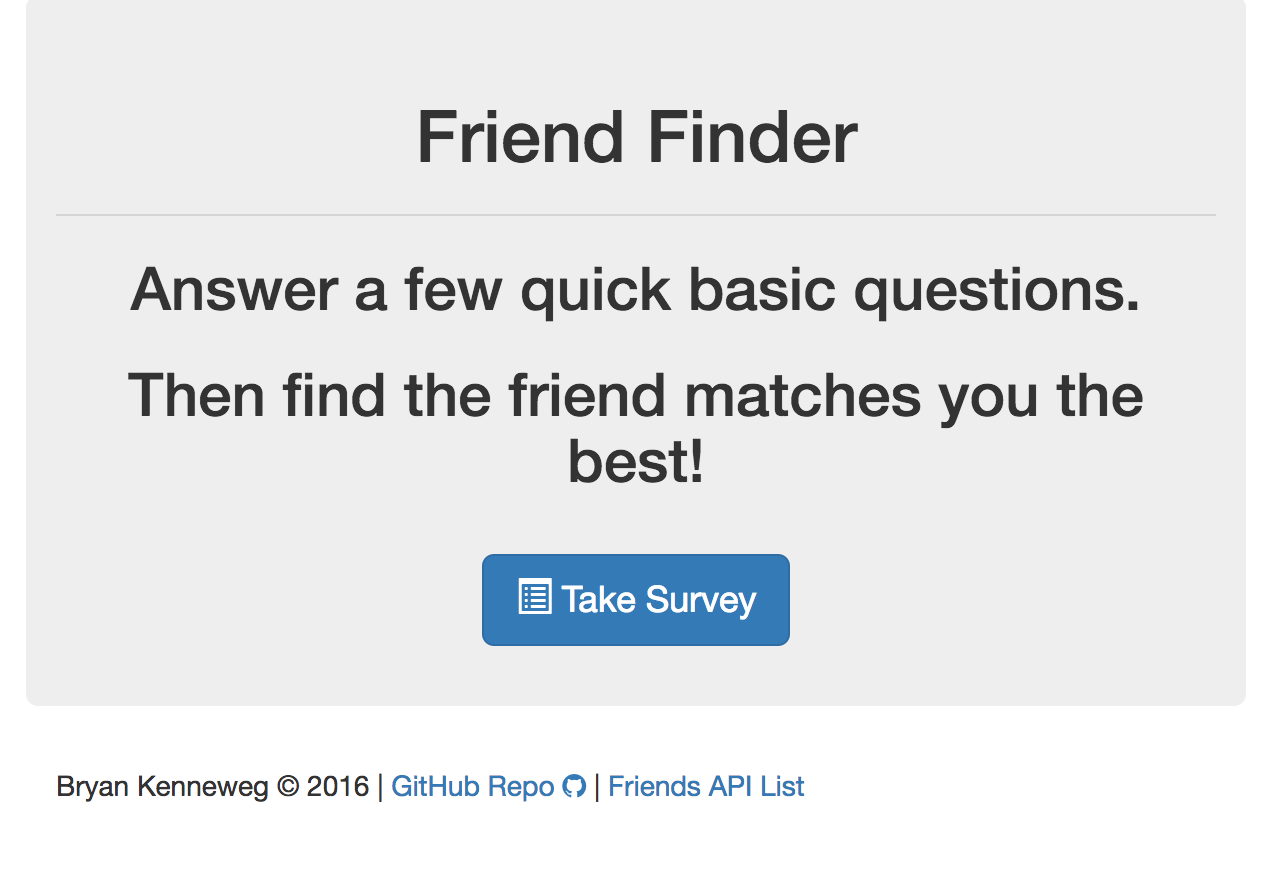 Friend Finder
Answer a few quick basic questions.
Then find the friend matches you the
best!
Take Survey
Bryan Kenneweg © 2016 | GitHub Repo | Friends API List